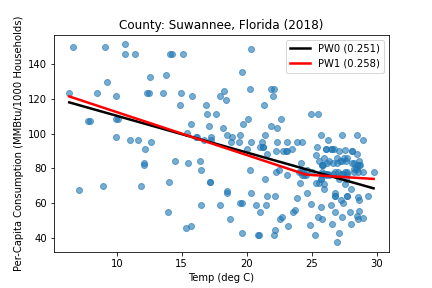 County: Suwannee, Florida (2018)
PW0 (0.251)
PW1 (0.258)
Per-Capita Consumption (MMBtu/1000 Households)
140
120
100
80
60
40
10 15 20 25 30
Temp (deg C)